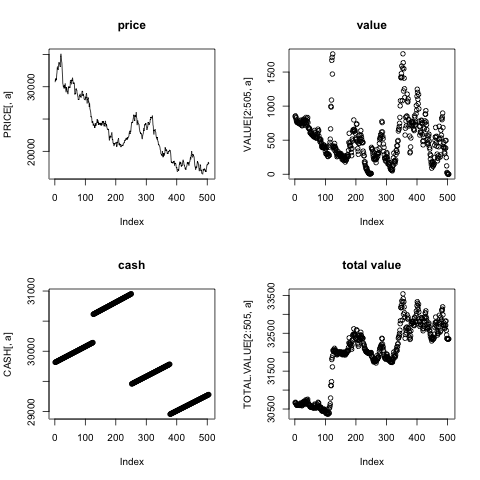 price
PRICE[, a]
20000 30000
0 100 200 300 400 500
Index
value
VALUE[2:505, a]
0 500 1000 1500
0 100 200 300 400 500
Index
cash
CASH[, a]
29000 30000 31000
0 100 200 300 400 500
Index
total value
TOTAL.VALUE[2:505, a]
30500 31500 32500 33500
0 100 200 300 400 500
Index